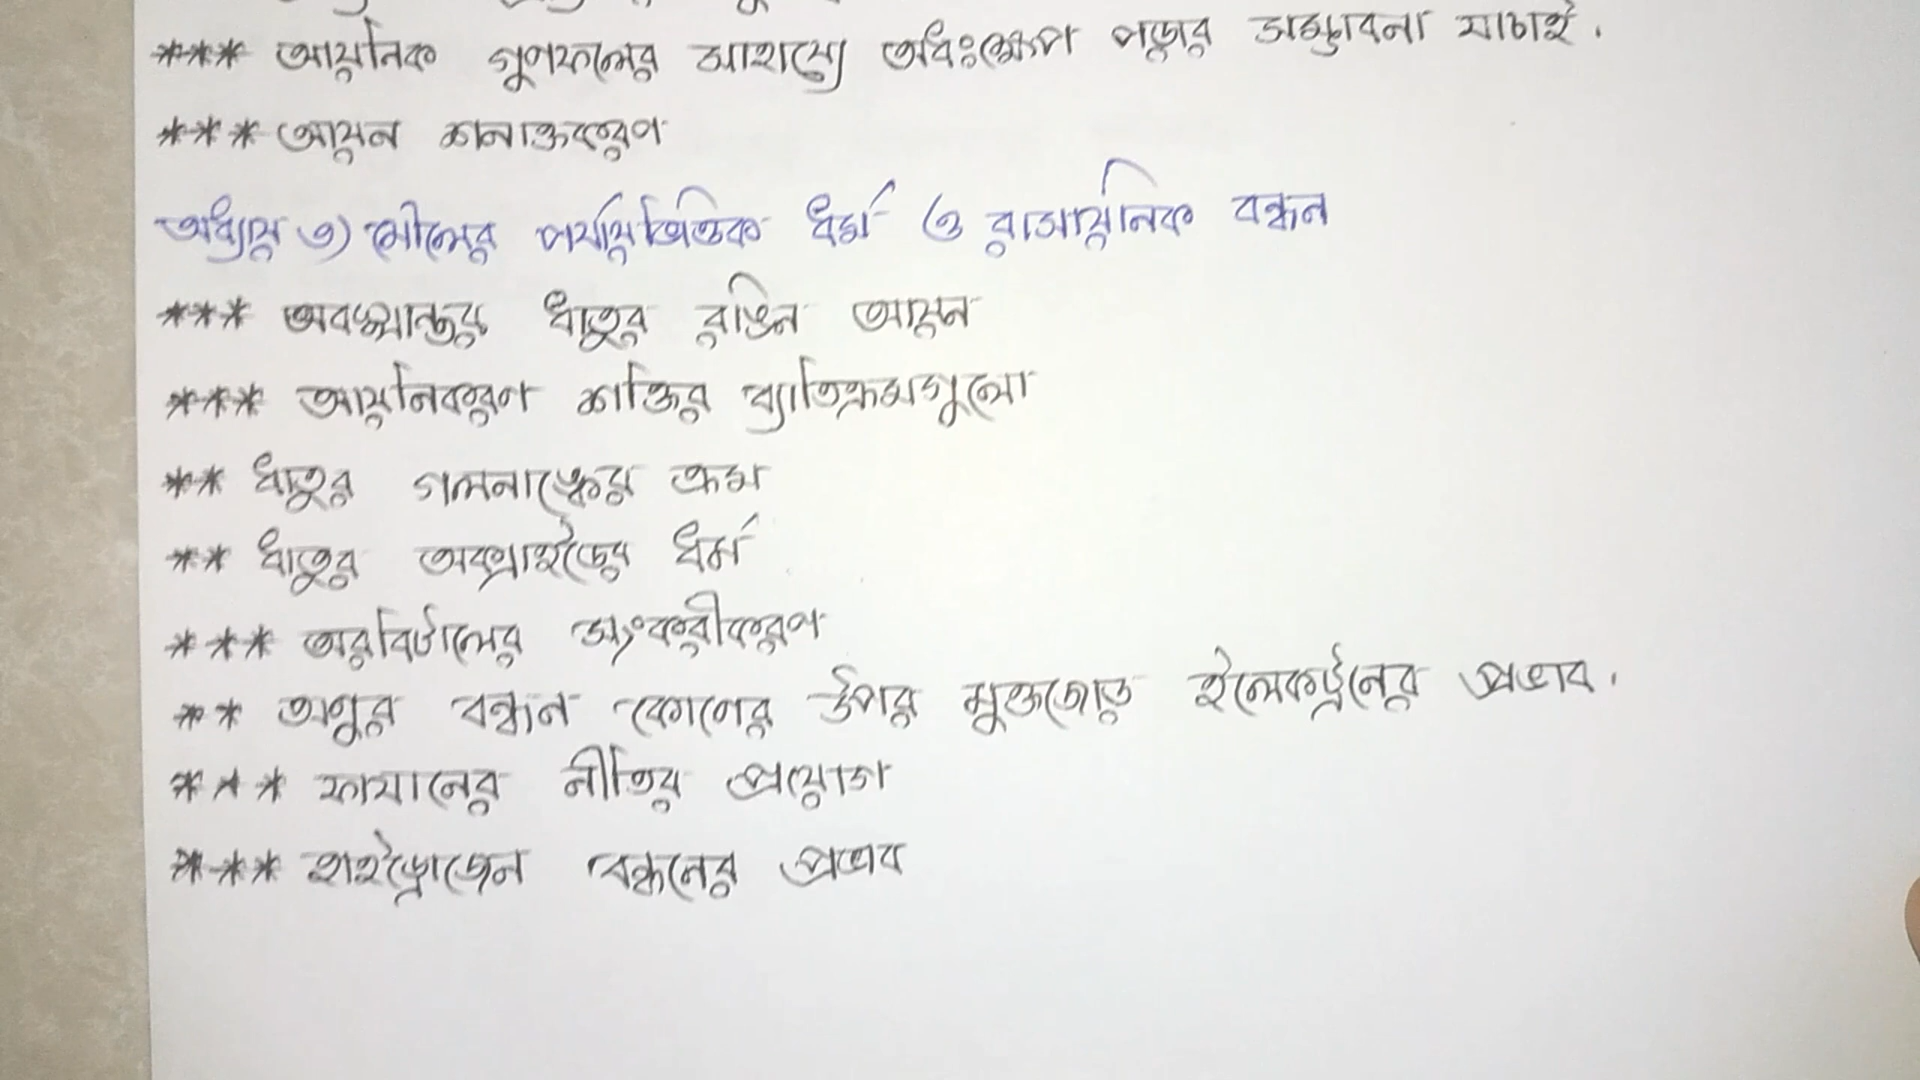 *** আয়নিক গুণফলের সাহায্যে অধঃক্ষেপ পড়ার সম্ভাবনা যাচাই.
*** আয়ন শনাক্তকরণ
অধ্যায় ৩) মৌলের পর্যায়ভিত্তিক ধর্ম ও রাসায়নিক বন্ধন
*** অবস্থান্তর ধাতুর রঙিন আয়ন
*** আয়নিকরণ শক্তির ব্যতিক্রমগুলো
** ধাতুর গলনাঙ্কের ক্রম
** ধাতুর অক্সাইডের ধর্ম
*** অরবিটালের সংকরীকরণ
** অণুর বন্ধন কোণের উপর মুক্তজোড় ইলেকট্রনের প্রভাব.
*** ফাযানের নীতির প্রয়োগ
*** হাইড্রোজেন বন্ধনের প্রভাব